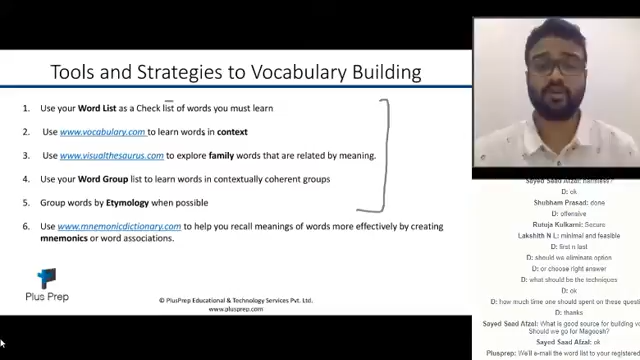 Tools and Strategies to Vocabulary Building
1. Use your Word List as a Check list of words you must learn
2. Use www.vocabulary.com to learn words in context
3. Use www.visualthesaurus.com to explore family words that are related by meaning.
4. Use your Word Group list to learn words in contextually coherent groups
5. Group words by Etymology when possible
6. Use www.mnemonicdictionary.com to help you recall meanings of words more effectively by creating
mnemonics or word associations.
Plus Prep
© PlusPrep Educational & Technology Services Pvt. Ltd.
www.plusprep.com
Sayed Saad Afzal: harmless?
D: ok
Shubham Prasad: done
D: offensive
Rutuja Kulkarni: Secure
Lakshith N L: minimal and feasible
D: first n last
D: should we eliminate option
D: or choose right answer
D: what should be the techniques
D: ok
D: how much time one should spend on these quest
D: thanks
Sayed Saad Afzal: What is good source for building vo
Should we go for Magoosh?
Sayed Saad Afzal: ok
Plusprep: We'll e-mail the word list to your registered